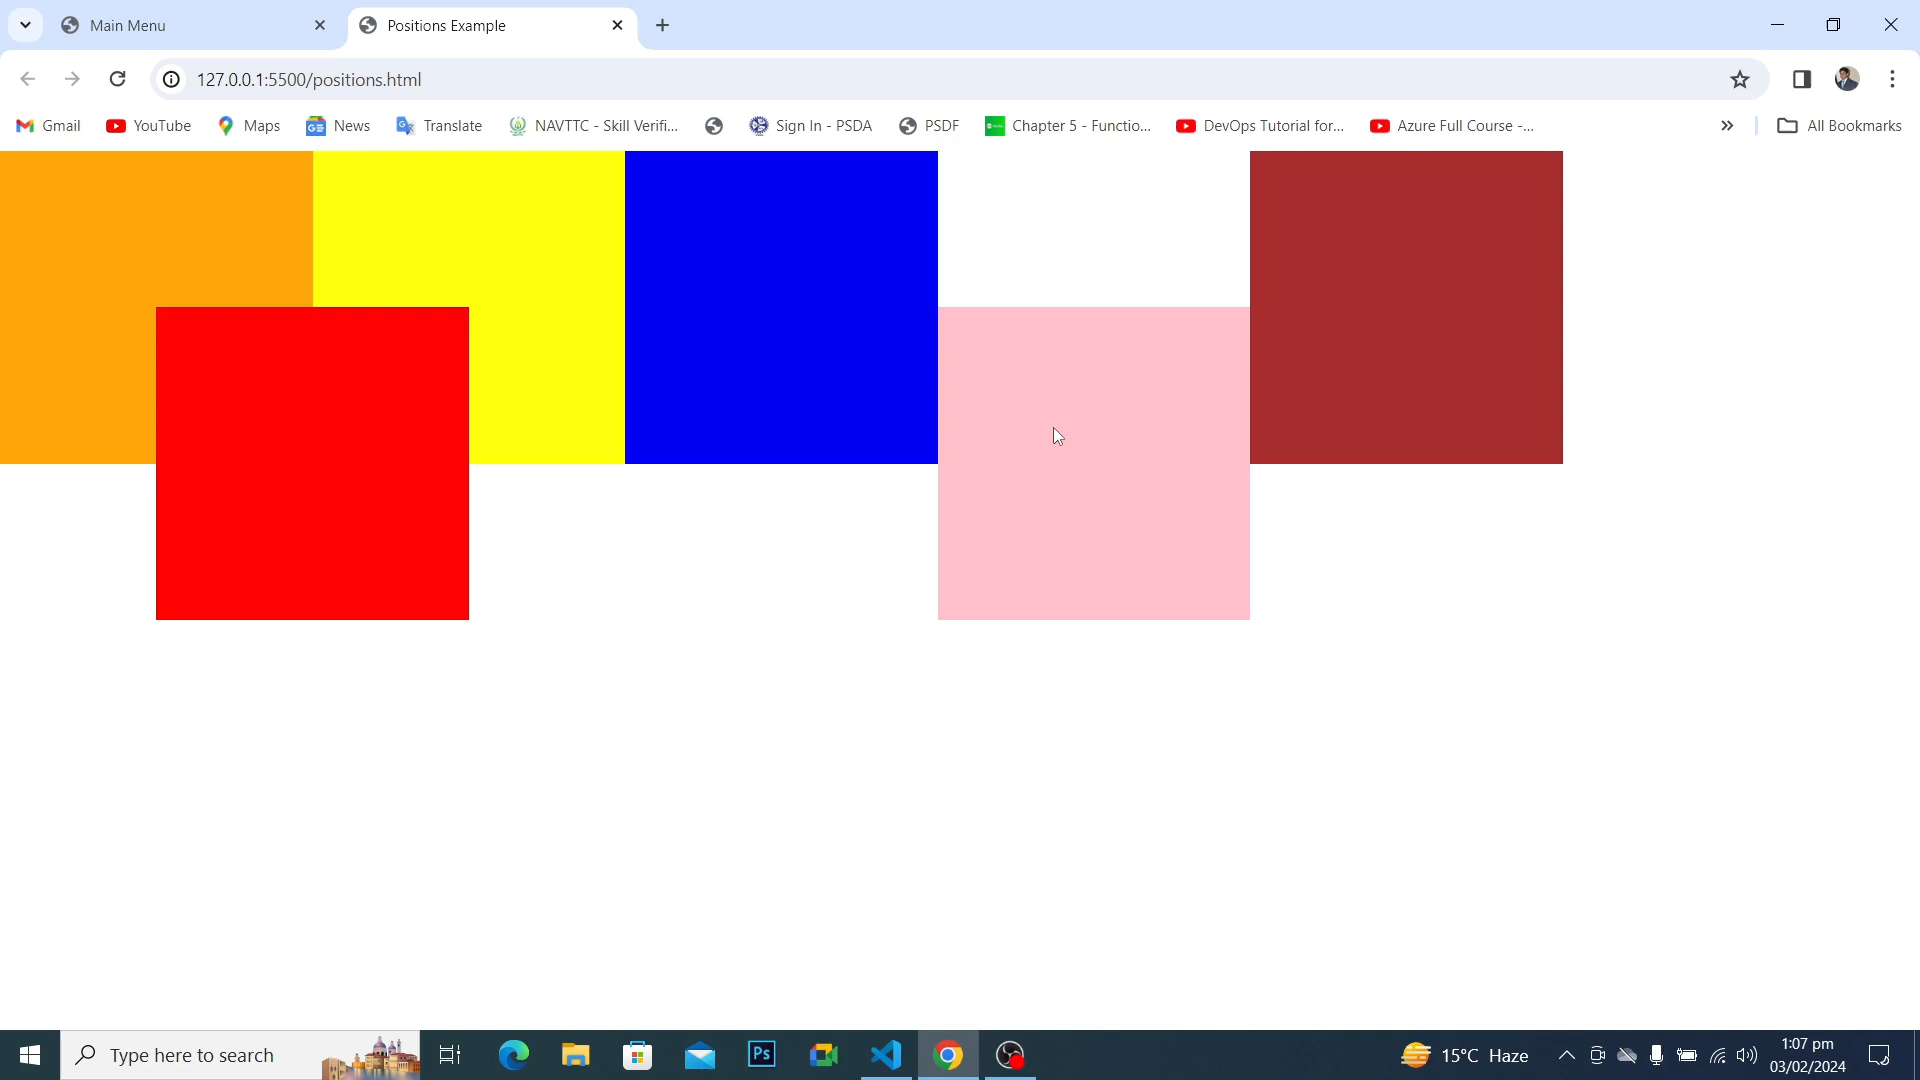 Main Menu
Positions Example
127.0.0.1:5500/positions.html
Gmail
YouTube
Maps
News
Translate
NAVTTC - Skill Verifi...
Sign In - PSDA
PSDF
Chapter 5 - Functio...
DevOps Tutorial for...
Azure Full Course -...
All Bookmarks
Type here to search
Ps
15°C Haze
1:07 pm
03/02/2024